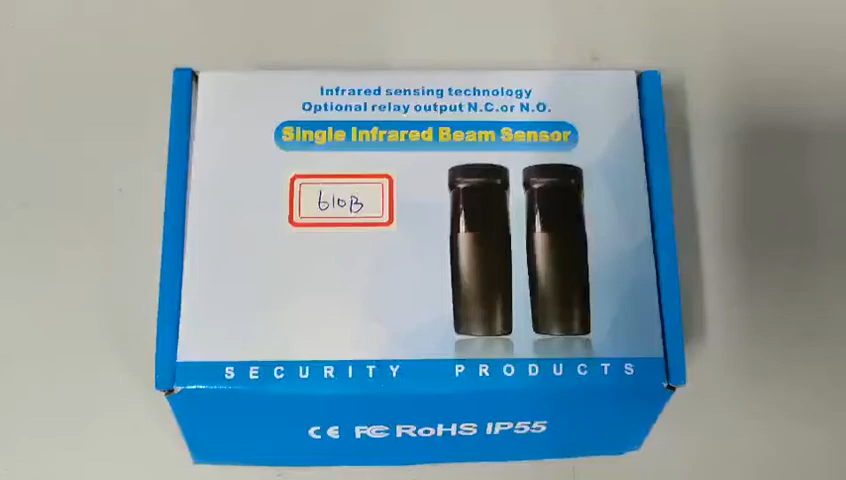 Infrared sensing technology
Optional relay output N.C.or N.O.
Single Infrared Beam Sensor
610B
SECURITY PRODUCTS
CE FC RoHS IP55